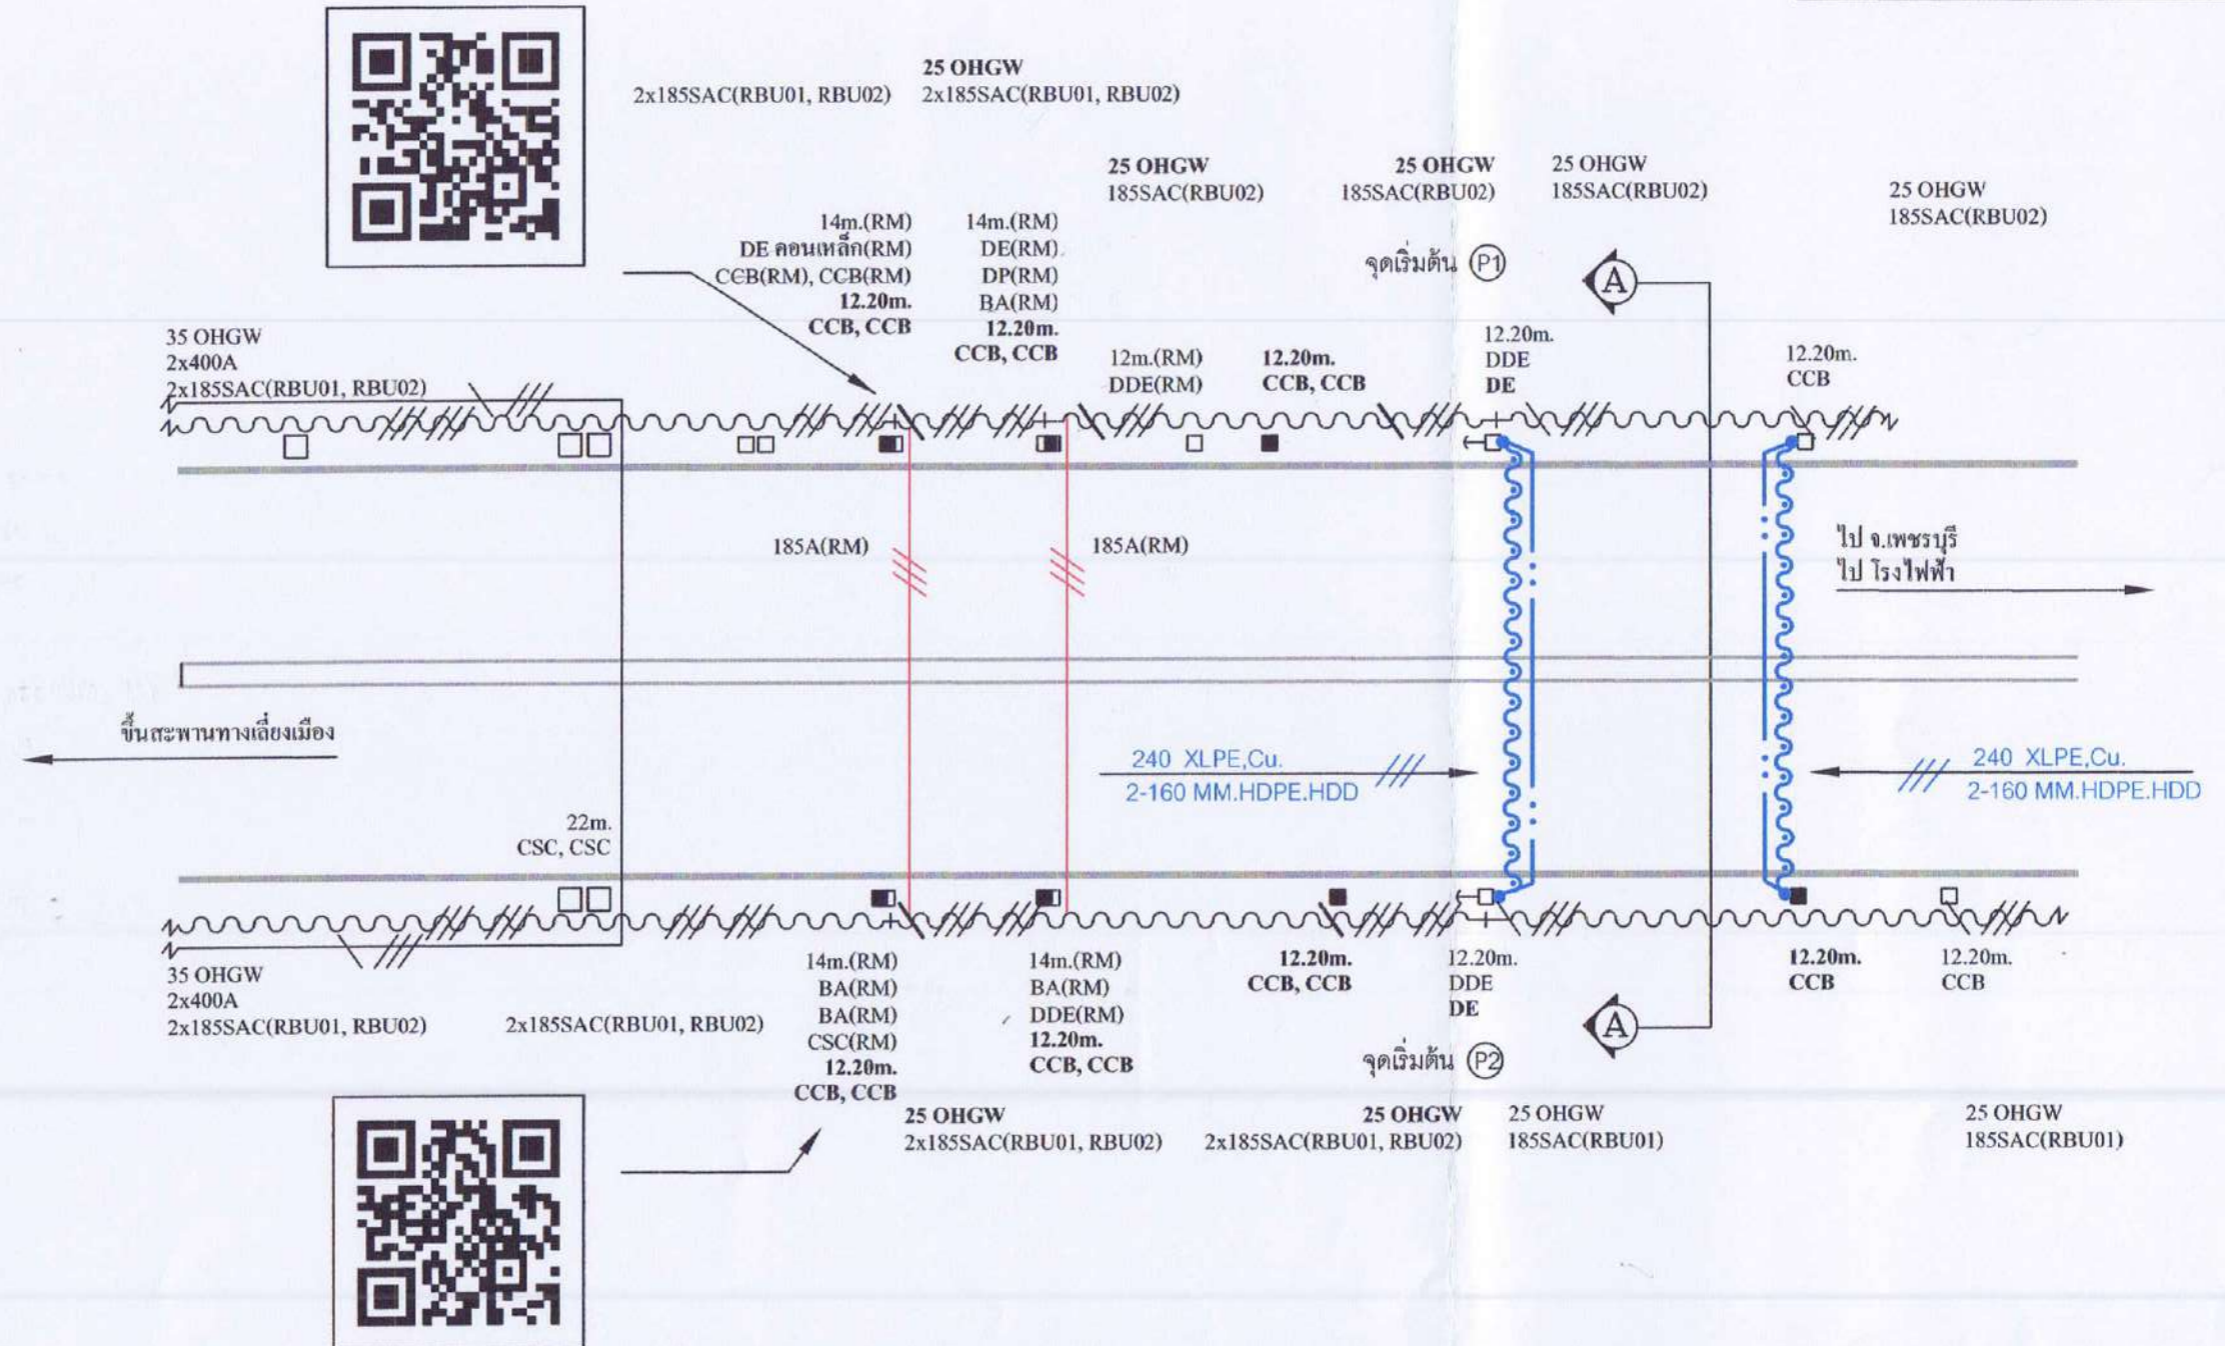 25 OHGW
2x185SAC(RBU01, RBU02)
2x185SAC(RBU01, RBU02)
25 OHGW
185SAC(RBU02)
25 OHGW
185SAC(RBU02)
25 OHGW
185SAC(RBU02)
25 OHGW
185SAC(RBU02)
14m.(RM)
DE คอนเหล็ก(RM)
CCB(RM), CCB(RM)
12.20m.
CCB, CCB
14m.(RM)
DE(RM)
DP(RM)
BA(RM)
12.20m.
CCB, CCB
จุดเริ่มต้น P1
A
35 OHGW
2x400A
2x185SAC(RBU01, RBU02)
12m.(RM)
DDE(RM)
12.20m.
CCB, CCB
12.20m.
DDE
DE
12.20m.
CCB
185A(RM)
185A(RM)
ไป จ.เพชรบุรี
ไป โรงไฟฟ้า
ขึ้นสะพานทางเลี่ยงเมือง
240 XLPE,Cu.
2-160 MM.HDPE.HDD
240 XLPE,Cu.
2-160 MM.HDPE.HDD
22m.
CSC, CSC
35 OHGW
2x400A
2x185SAC(RBU01, RBU02)
2x185SAC(RBU01, RBU02)
14m.(RM)
BA(RM)
BA(RM)
CSC(RM)
12.20m.
CCB, CCB
14m.(RM)
BA(RM)
DDE(RM)
12.20m.
CCB, CCB
12.20m.
CCB, CCB
12.20m.
DDE
DE
12.20m.
CCB
12.20m.
CCB
จุดเริ่มต้น P2
A
25 OHGW
2x185SAC(RBU01, RBU02)
25 OHGW
2x185SAC(RBU01, RBU02)
25 OHGW
185SAC(RBU01)
25 OHGW
185SAC(RBU01)